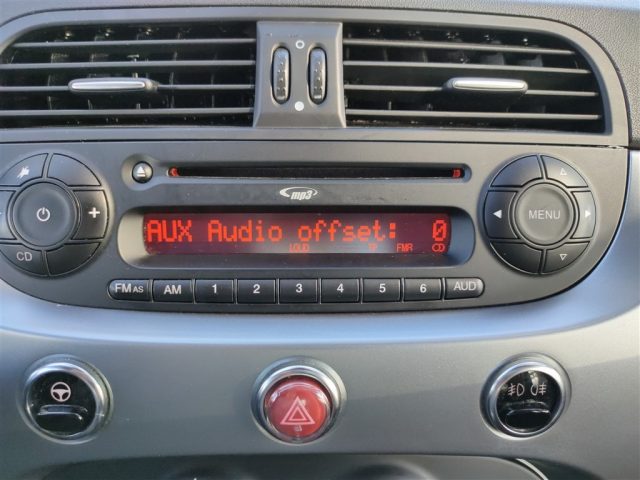 mp3
AUX Audio offset: 0
LOUD TP FMR CD
+
CD
MENU
FM AS AM 1 2 3 4 5 6 AUD